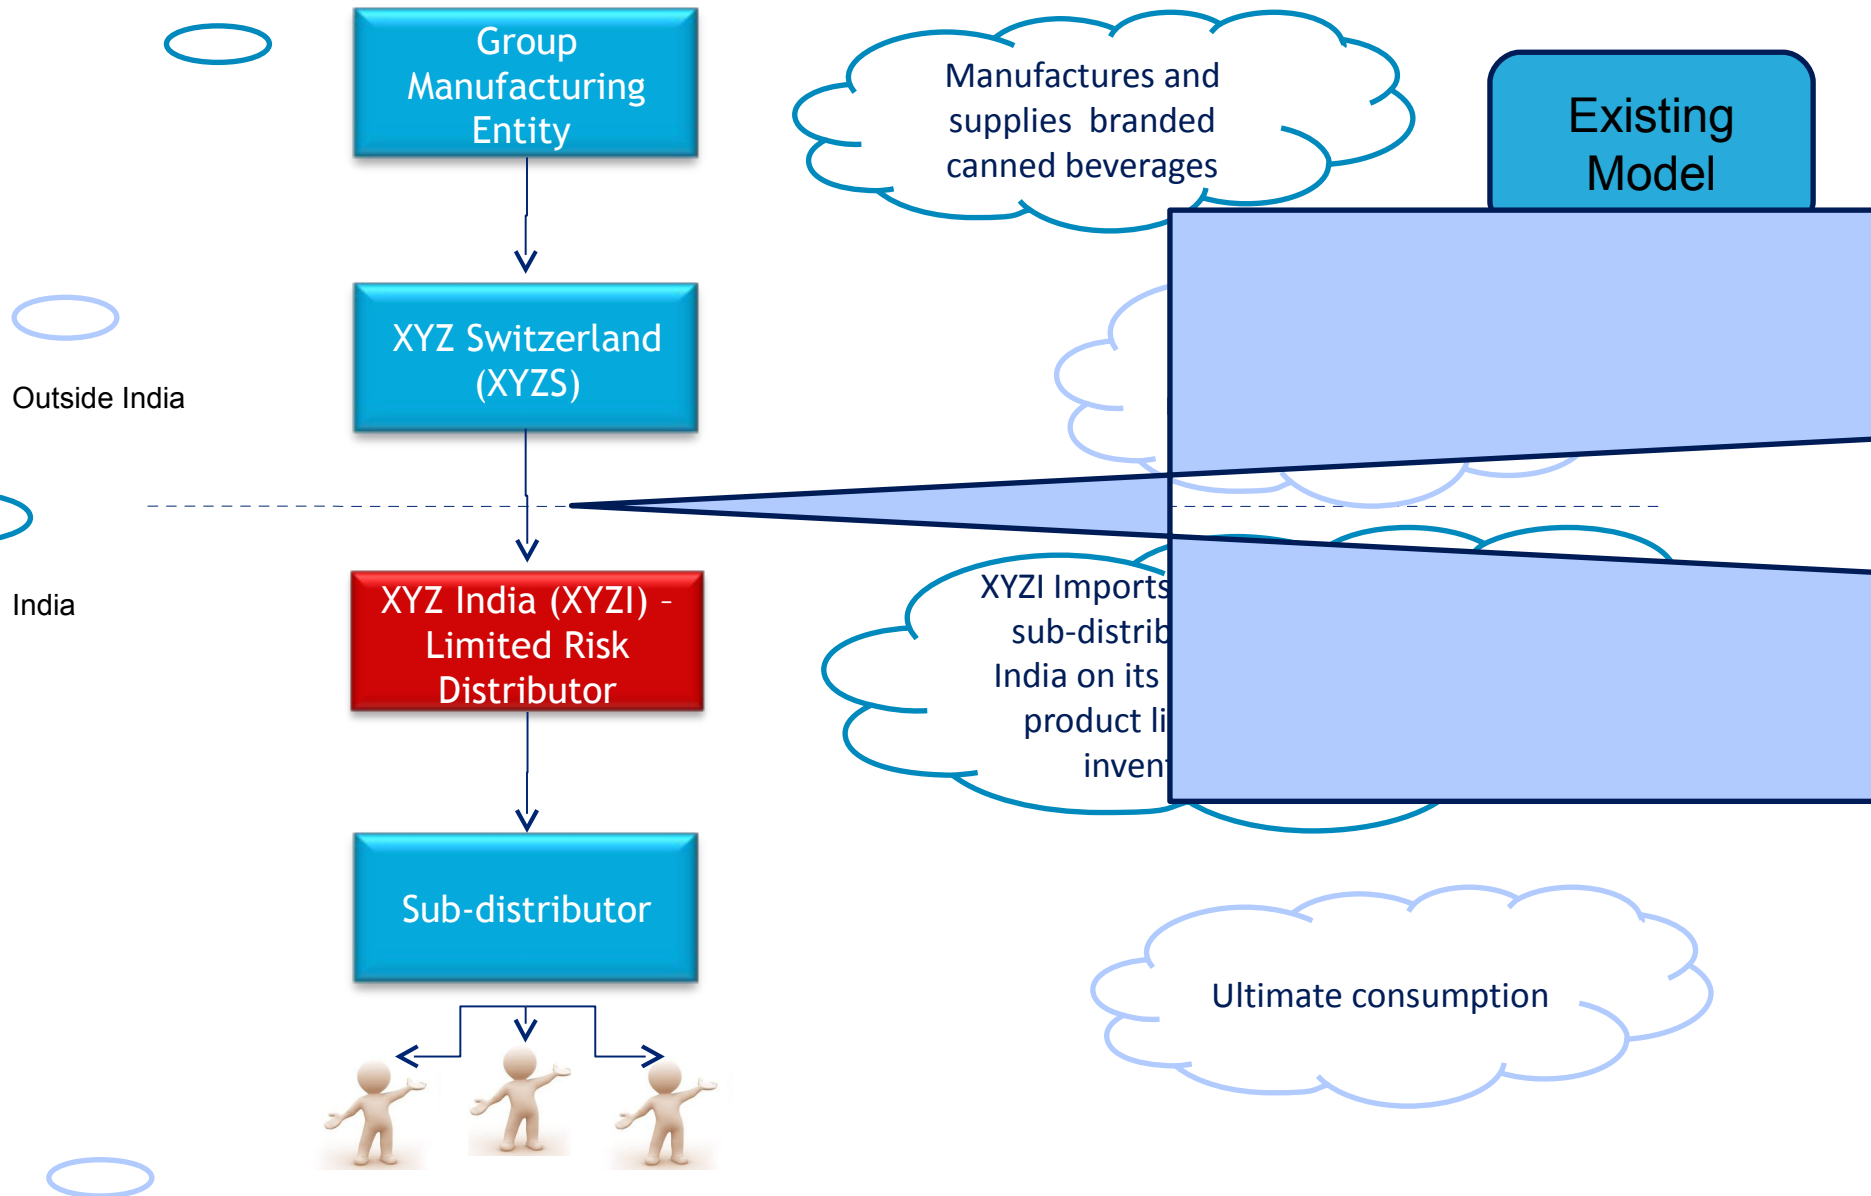 Group
Manufacturing
Entity
Manufactures and
supplies branded
canned beverages
Existing
Model
XYZ Switzerland
(XYZS)
Outside India
India
XYZ India (XYZI) –
Limited Risk
Distributor
XYZI Imports
India on its
Sub-distributor
Ultimate consumption